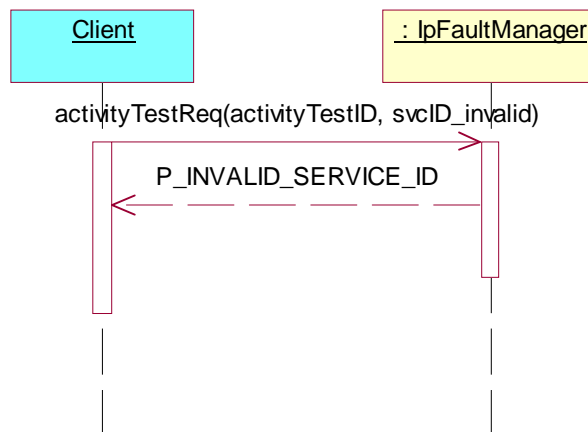 Client
: IpFaultManager
activityTestReq(activityTestID, svcID_invalid)
P_INVALID_SERVICE_ID